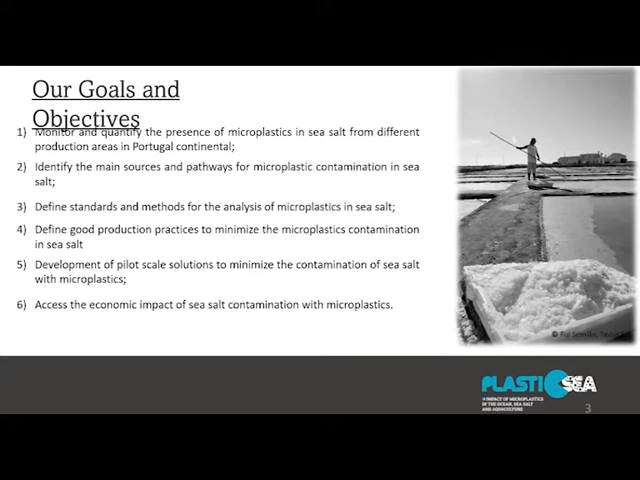 Our Goals and
Objectives
1) Monitor and quantify the presence of microplastics in sea salt from different
production areas in Portugal continental;
2) Identify the main sources and pathways for microplastic contamination in sea
salt;
3) Define standards and methods for the analysis of microplastics in sea salt;
4) Define good production practices to minimize the microplastics contamination
in sea salt
5) Development of pilot scale solutions to minimize the contamination of sea salt
with microplastics;
6) Access the economic impact of sea salt contamination with microplastics.
©
PLASTICSEA
IMPACT OF MICROPLASTICS
IN THE OCEAN, SEA SALT
AND AQUACULTURE
3